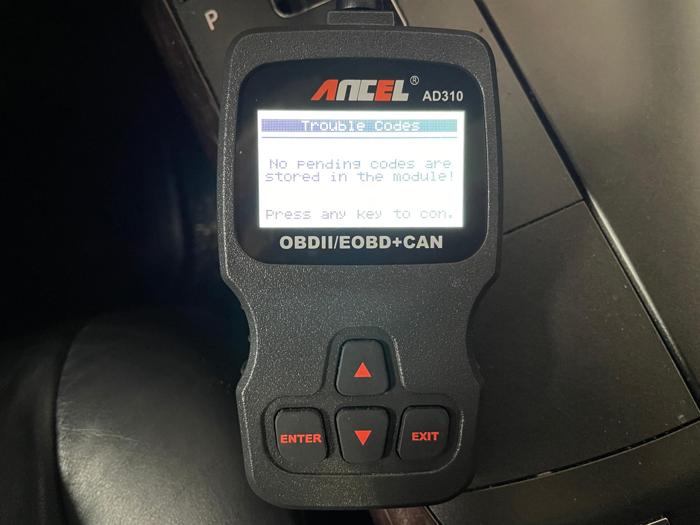 P
ANCEL®
AD310
Trouble Codes
No pending codes are
stored in the module!
Press any key to con.
OBDII/EOBD+CAN
ENTER
EXIT